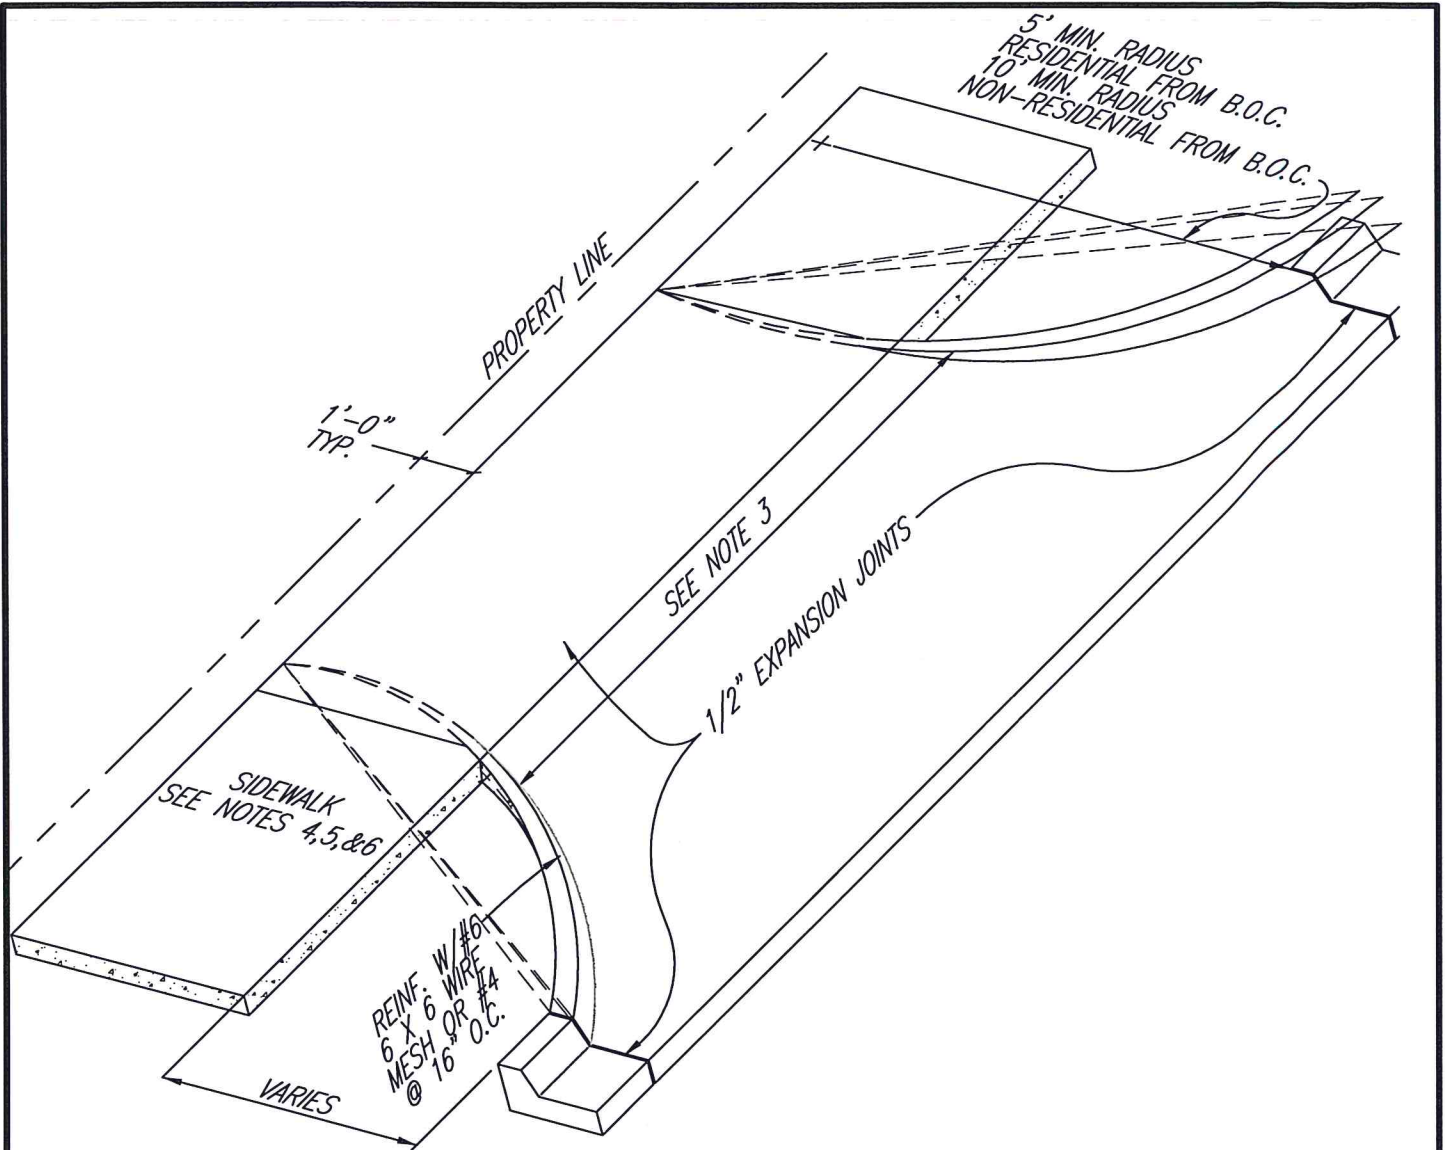 5' MIN. RADIUS
RESIDENTIAL FROM B.O.C.
10' MIN. RADIUS
NON-RESIDENTIAL FROM B.O.C.
PROPERTY LINE
1'-0"
TYP.
SEE NOTE 3
1/2" EXPANSION JOINTS
SIDEWALK
SEE NOTES 4,5,&6
REINF. W/#6
6 X 6 WIRE
MESH OR #4
@ 16" O.C.
VARIES